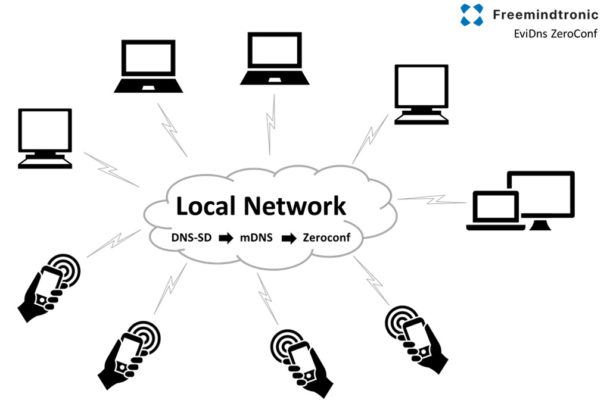 Freemindtronic
EviDns ZeroConf
Local Network
DNS-SD ➡ mDNS ➡ Zeroconf